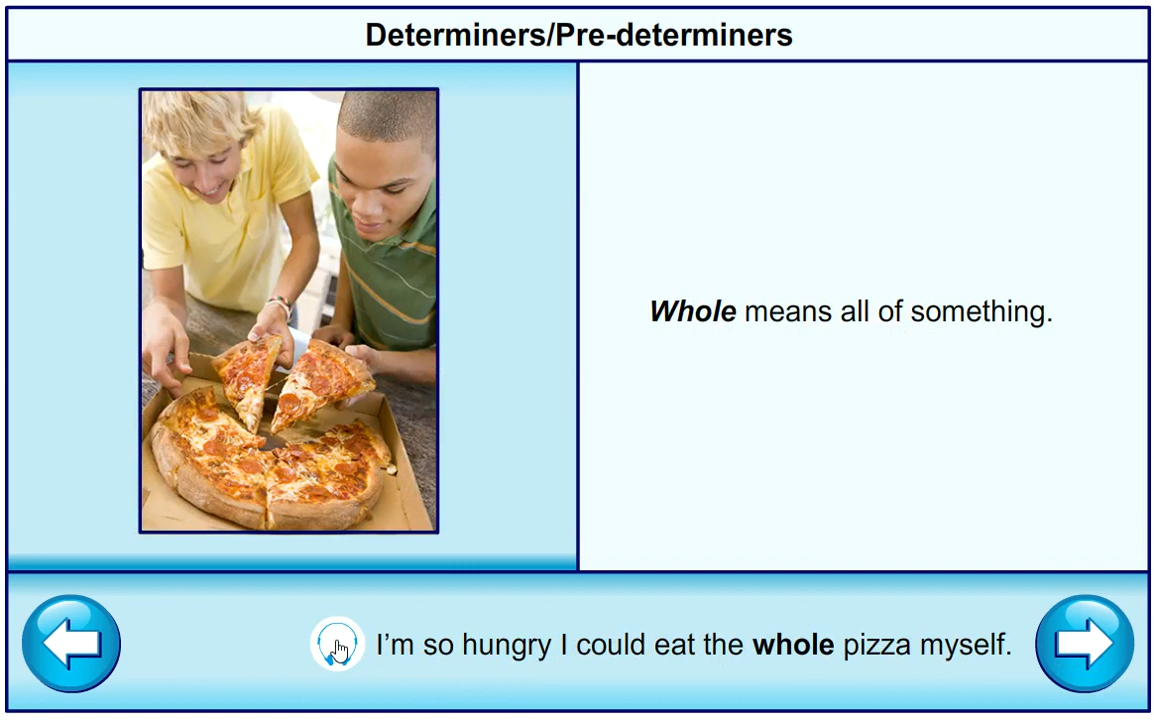 Determiners/Pre-determiners
Whole means all of something.
I’m so hungry I could eat the whole pizza myself.